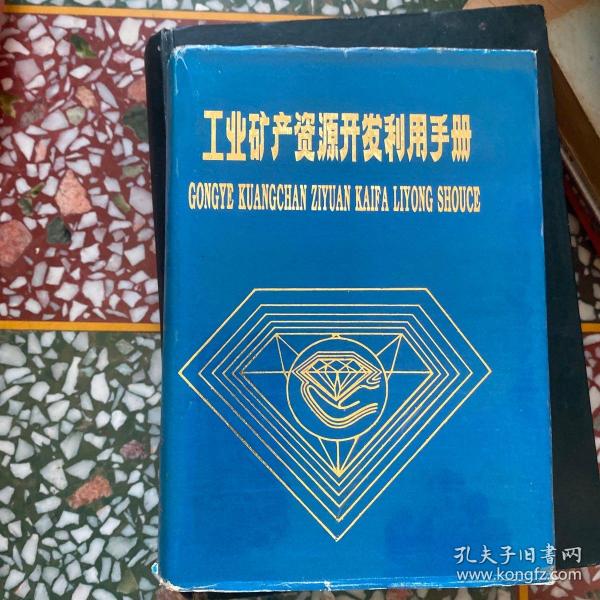 工业矿产资源开发利用手册
GONGYE KUANGCHAN ZIYUAN KAIFA LIYONG SHOUCE
孔夫子旧書网
www.kongfz.com